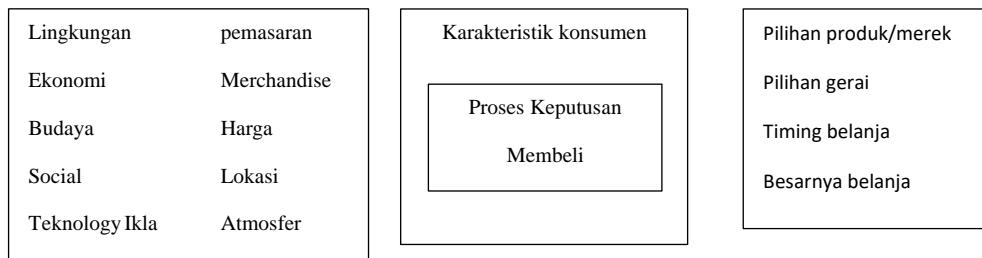 Lingkungan pemasaran
Ekonomi Merchandise
Budaya Harga
Social Lokasi
Teknology Ikla Atmosfer
Karakteristik konsumen
Proses Keputusan
Membeli
Pilihan produk/merek
Pilihan gerai
Timing belanja
Besarnya belanja